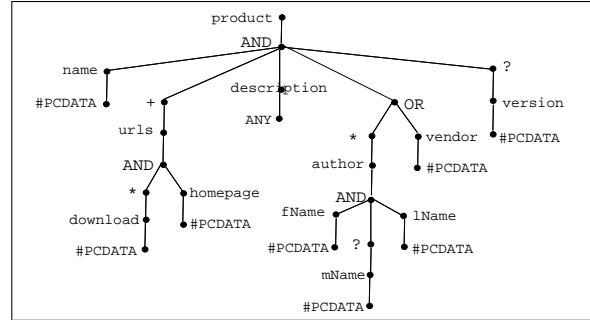 product
AND
name
?
#PCDATA
+
description
OR
version
urls
ANY
*
vendor
#PCDATA
AND
author
#PCDATA
*
homepage
AND
download
#PCDATA
fName
lName
#PCDATA
#PCDATA
?
#PCDATA
mName
#PCDATA